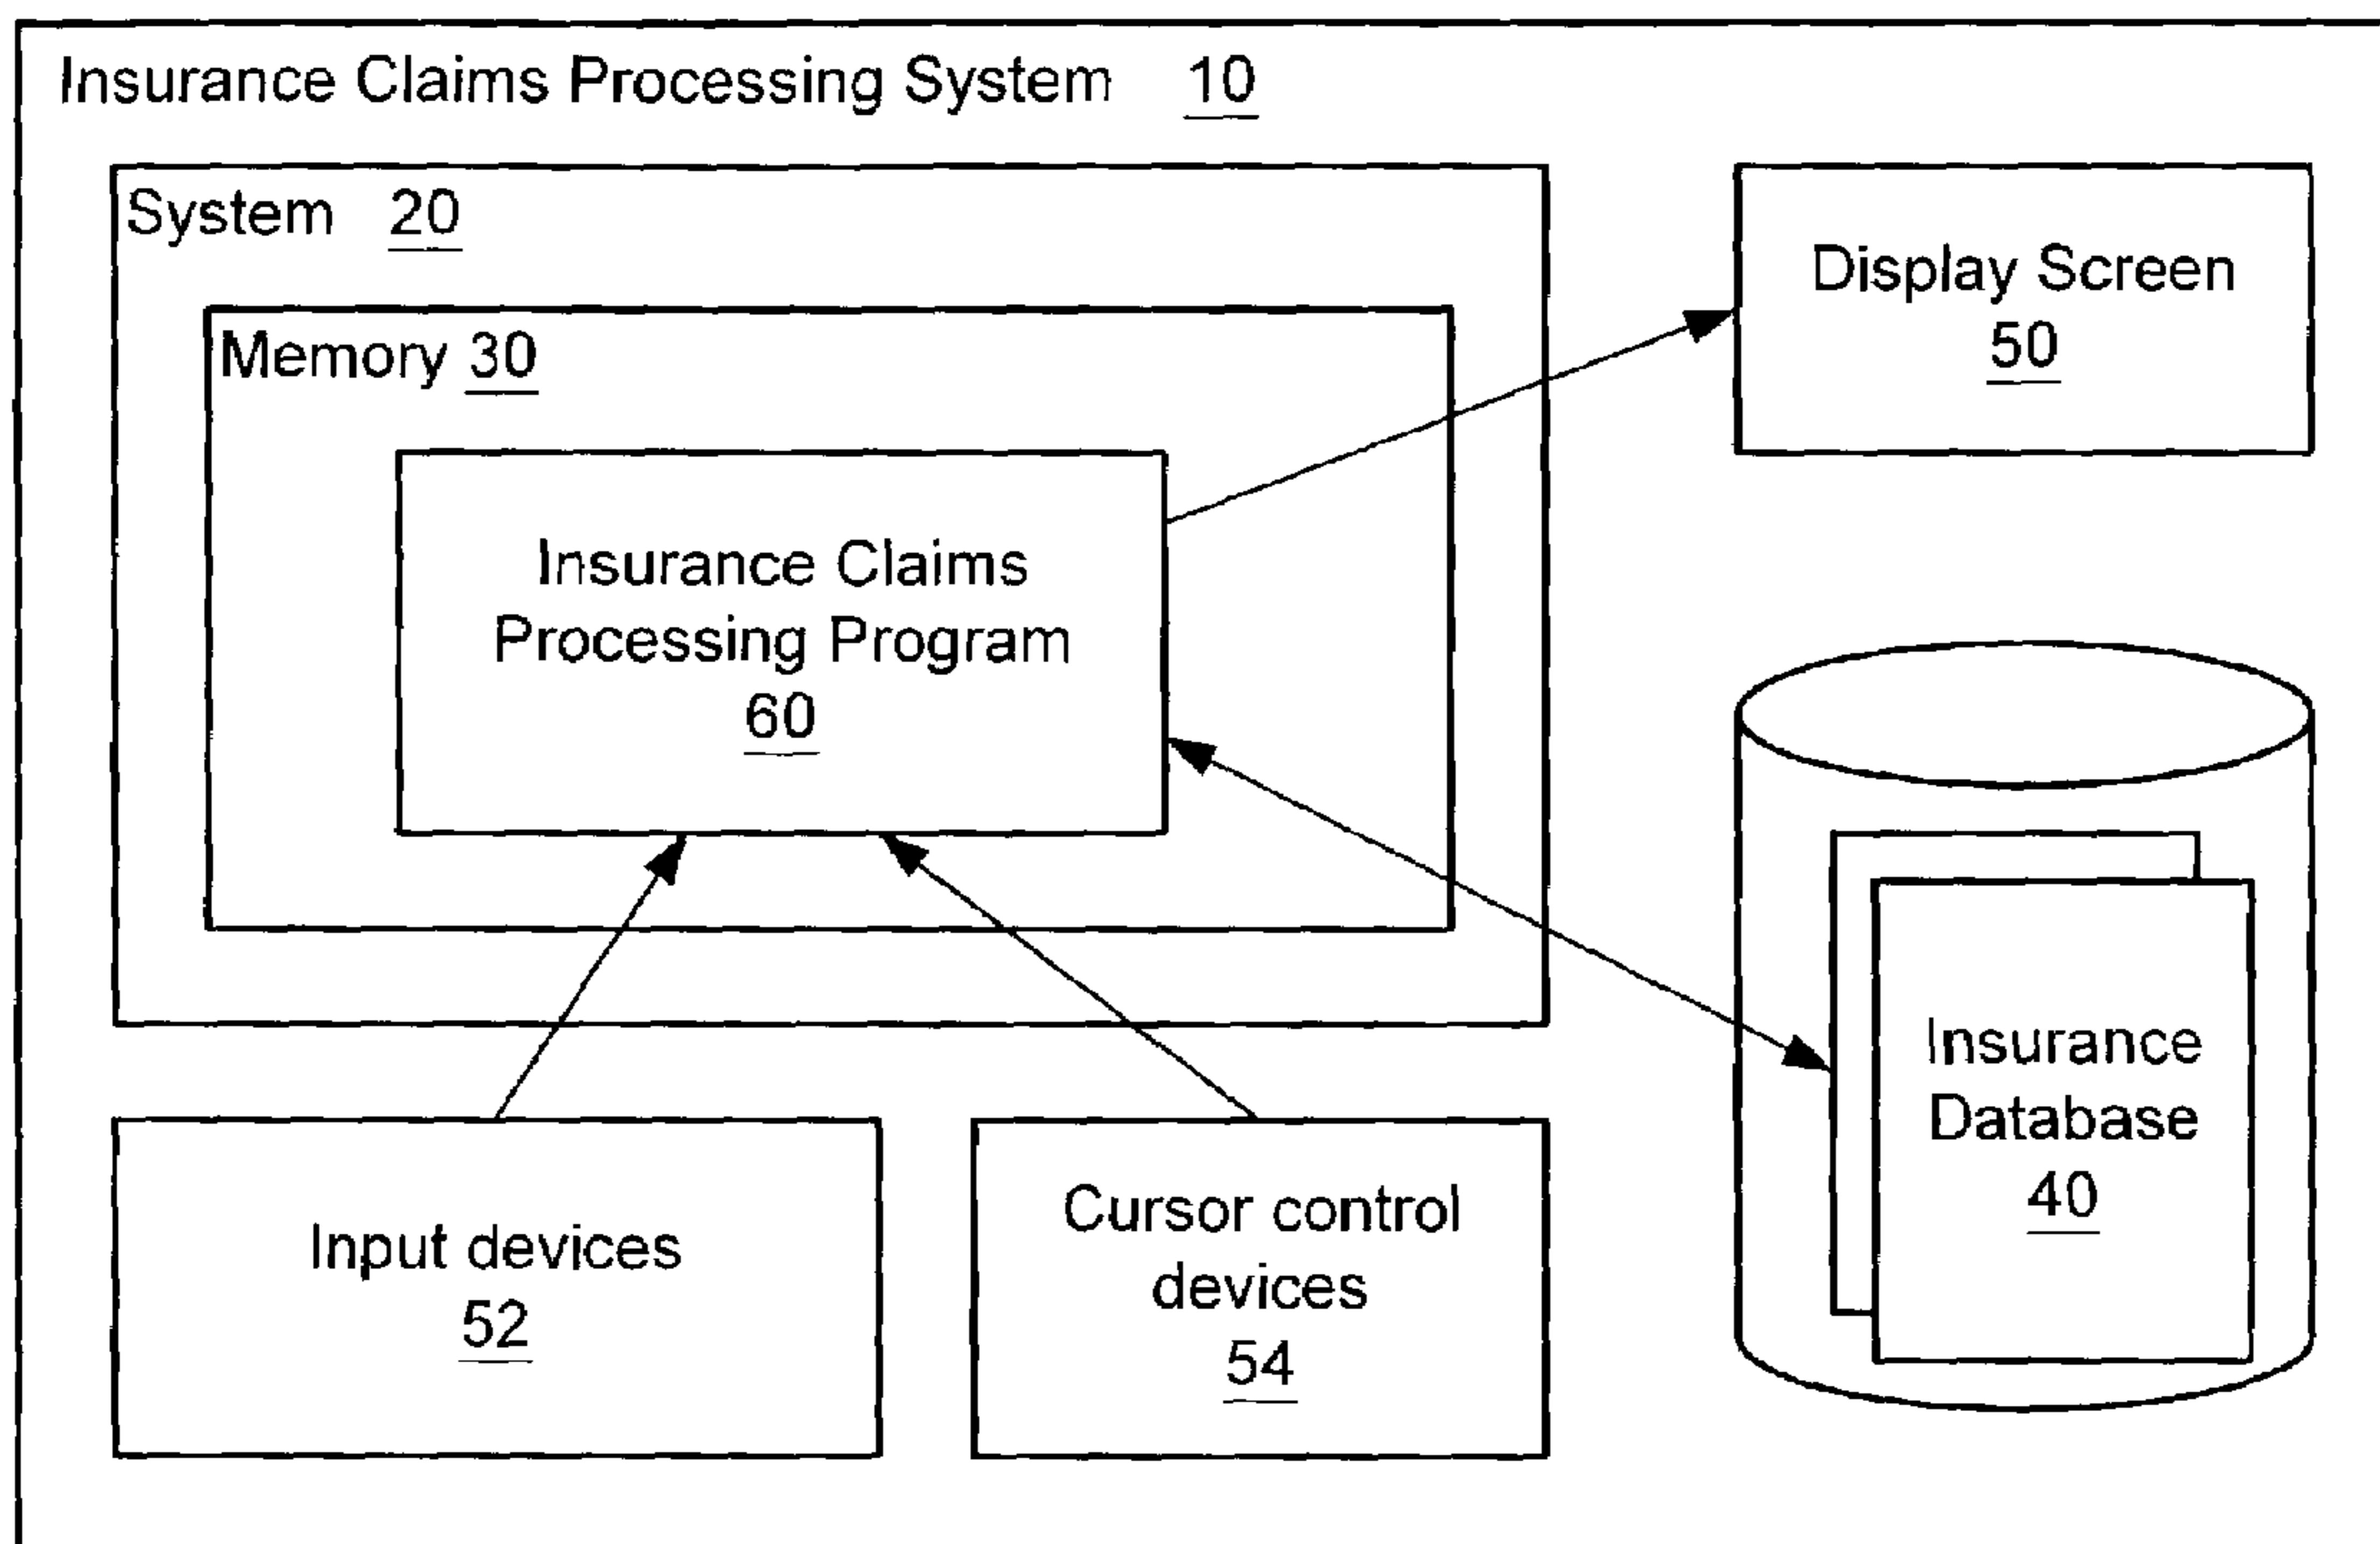 Insurance Claims Processing System 10
System 20
Memory 30
Insurance Claims
Processing Program
60
Display Screen
50
Insurance
Database
40
Input devices
52
Cursor control
devices
54